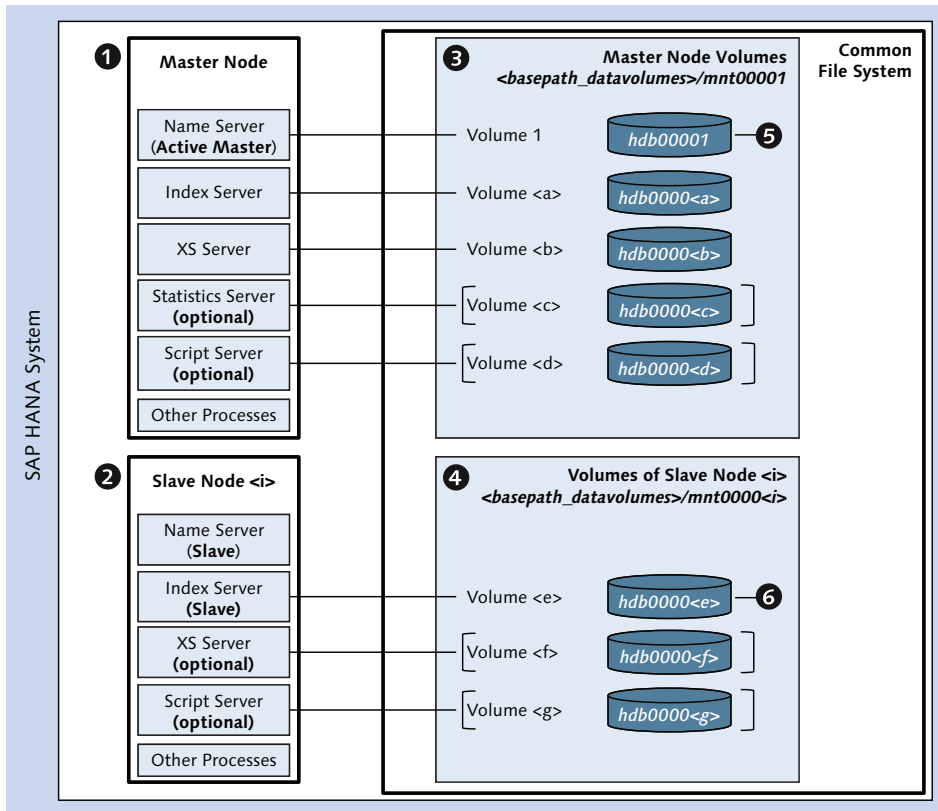 SAP HANA System
1
Master Node
Name Server
(Active Master)
Index Server
XS Server
Statistics Server
(optional)
Script Server
(optional)
Other Processes
Common
File System
3
Master Node Volumes
<basepath_datavolumes>/mnt00001
Volume 1
hdb00001
5
Volume <a>
hdb0000<a>
Volume <b>
hdb0000<b>
Volume <c>
hdb0000<c>
Volume <d>
hdb0000<d>
2
Slave Node <i>
Name Server
(Slave)
Index Server
(Slave)
XS Server
(optional)
Script Server
(optional)
Other Processes
4
Volumes of Slave Node <i>
<basepath_datavolumes>/mnt0000<i>
Volume <e>
hdb0000<e>
6
Volume <f>
hdb0000<f>
Volume <g>
hdb0000<g>